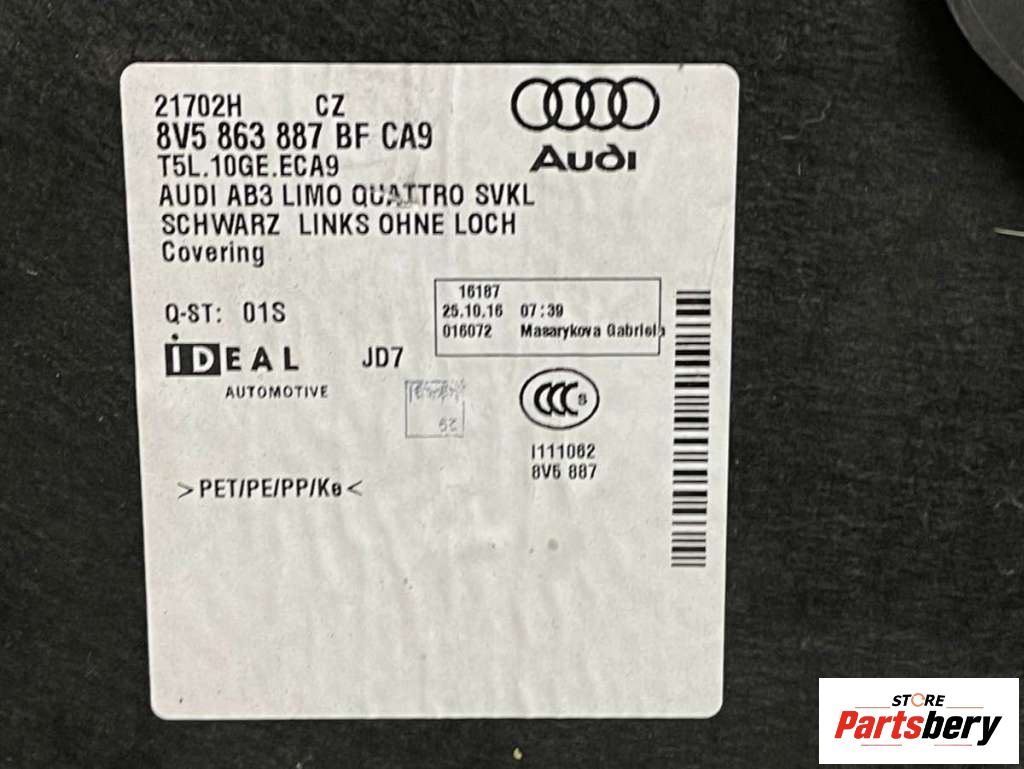 21702H CZ
8V5 863 887 BF CA9
T5L.10GE.ECA9
AUDI AB3 LIMO QUATTRO SVKL
SCHWARZ LINKS OHNE LOCH
Covering
Audi
Q-ST: 01S
16187
25.10.16 07:39
016072 Masarykova Gabriela
IDEAL JD7
AUTOMOTIVE
29
CCC S
I111062
8V5 887
>PET/PE/PP/Ke<
STORE
Partsbery